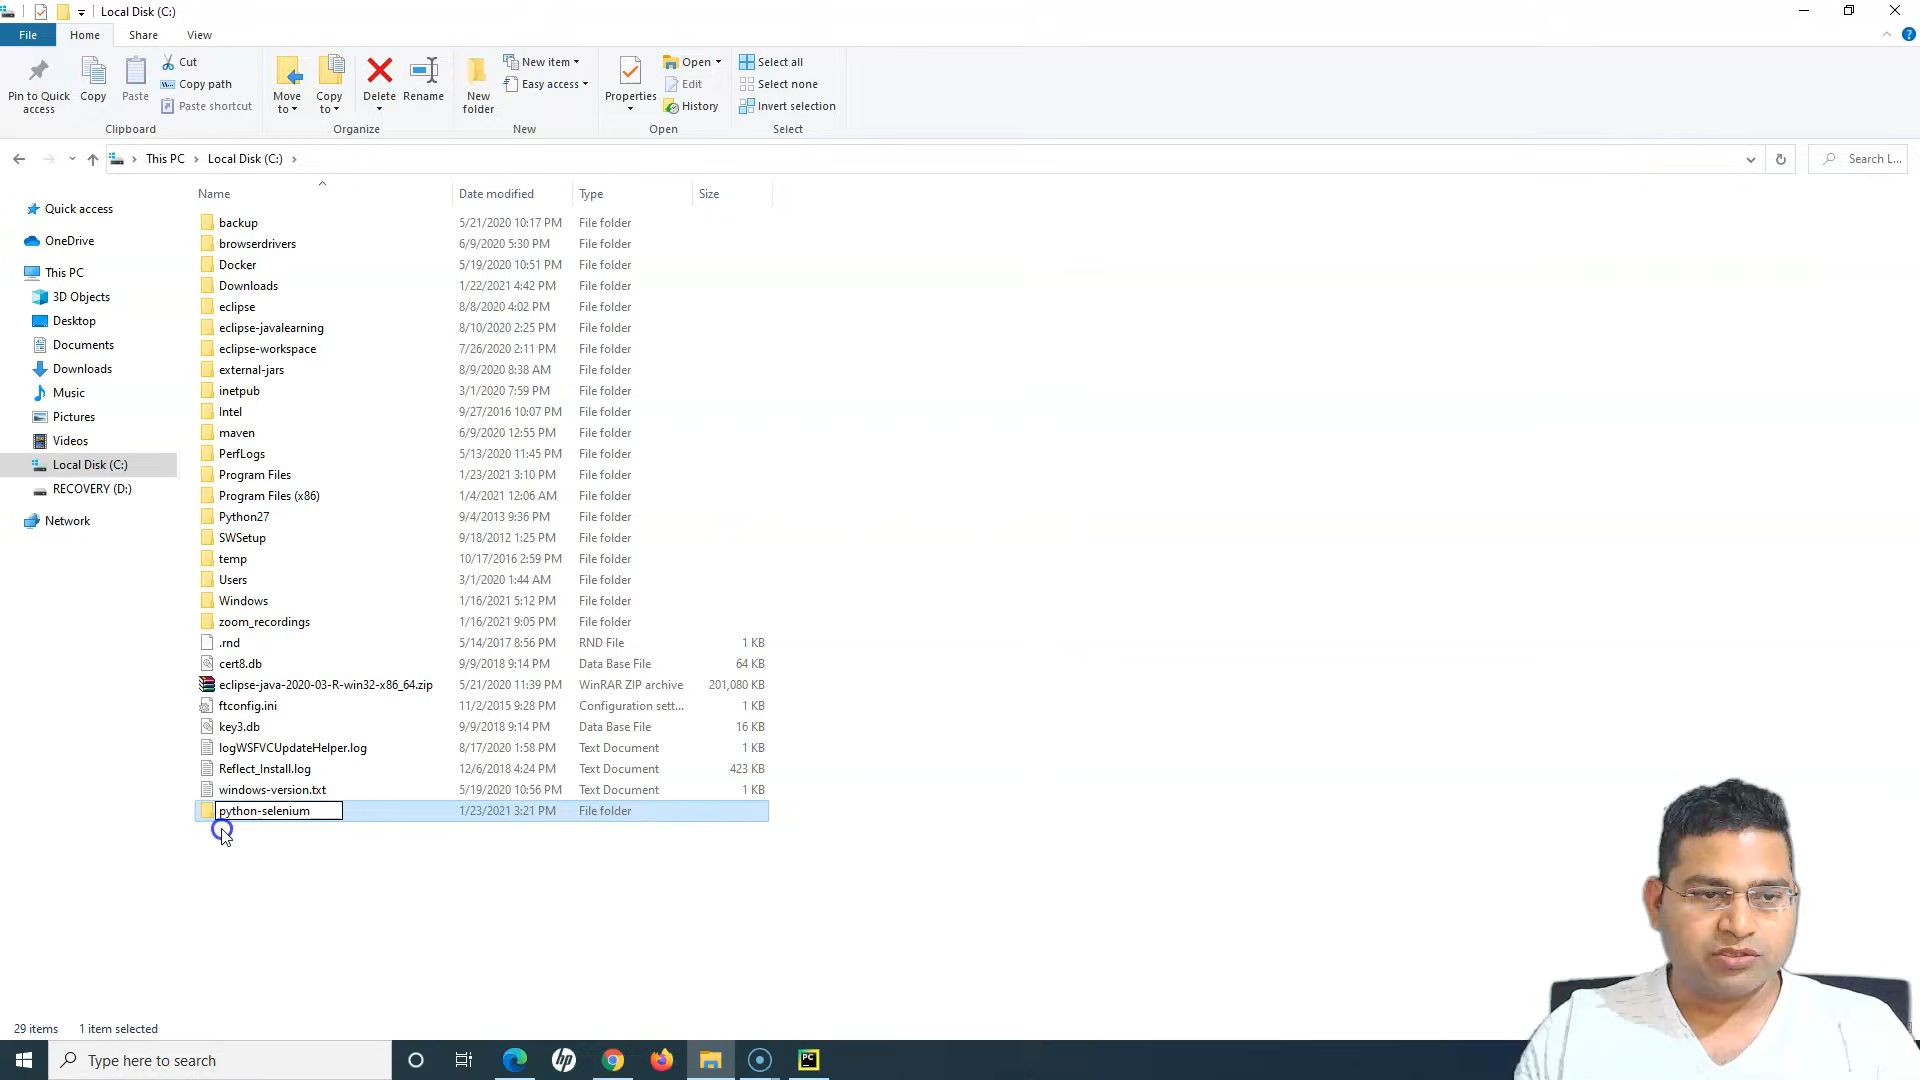 Local Disk (C:)
File Home Share View
Pin to Quick access
Copy
Paste
Cut
Copy path
Paste shortcut
Clipboard
Move to
Copy to
Delete
Rename
Organize
New folder
New item
Easy access
New
Properties
Open
Edit
History
Open
Select all
Select none
Invert selection
Select
This PC Local Disk (C:)
Search L...
Quick access
OneDrive
This PC
3D Objects
Desktop
Documents
Downloads
Music
Pictures
Videos
Local Disk (C:)
RECOVERY (D:)
Network
Name Date modified Type Size
backup 5/21/2020 10:17 PM File folder
browserdrivers 6/9/2020 5:30 PM File folder
Docker 5/19/2020 10:51 PM File folder
Downloads 1/22/2021 4:42 PM File folder
eclipse 8/8/2020 4:02 PM File folder
eclipse-javalearning 8/10/2020 2:25 PM File folder
eclipse-workspace 7/26/2020 2:11 PM File folder
external-jars 8/9/2020 8:38 AM File folder
inetpub 3/1/2020 7:59 PM File folder
Intel 9/27/2016 10:07 PM File folder
maven 6/9/2020 12:55 PM File folder
PerfLogs 5/13/2020 11:45 PM File folder
Program Files 1/23/2021 3:10 PM File folder
Program Files (x86) 1/4/2021 12:06 AM File folder
Python27 9/4/2013 9:36 PM File folder
SWSetup 9/18/2012 1:25 PM File folder
temp 10/17/2016 2:59 PM File folder
Users 3/1/2020 1:44 AM File folder
Windows 1/16/2021 5:12 PM File folder
zoom_recordings 1/16/2021 9:05 PM File folder
.rnd 5/14/2017 8:56 PM RND File 1 KB
cert8.db 9/9/2018 9:14 PM Data Base File 64 KB
eclipse-java-2020-03-R-win32-x86_64.zip 5/21/2020 11:39 PM WinRAR ZIP archive 201,080 KB
ftconfig.ini 11/2/2015 9:28 PM Configuration sett... 1 KB
key3.db 9/9/2018 9:14 PM Data Base File 16 KB
logWSFVCUpdateHelper.log 8/17/2020 1:58 PM Text Document 1 KB
Reflect_Install.log 12/6/2018 4:24 PM Text Document 423 KB
windows-version.txt 5/19/2020 10:56 PM Text Document 1 KB
python-selenium 1/23/2021 3:21 PM File folder
29 items 1 item selected
Type here to search
hp
PC